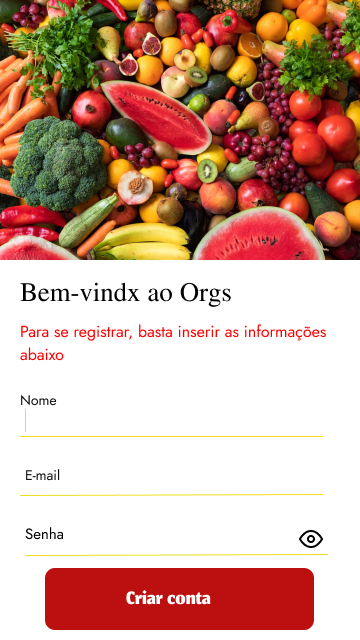 Bem-vindx ao Orgs
Para se registrar, basta inserir as informações
abaixo
Nome
E-mail
Senha
Criar conta